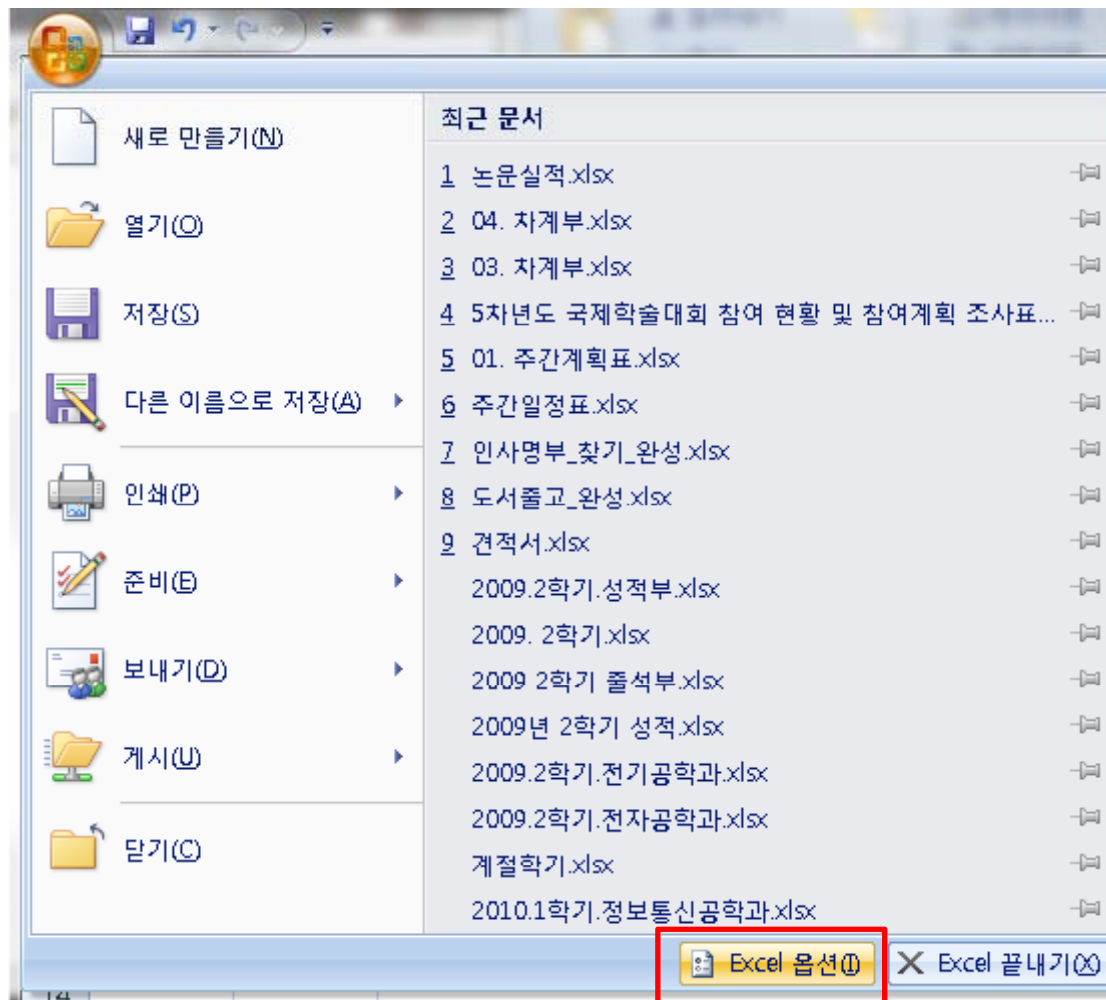 새로 만들기(N)
열기(O)
저장(S)
다른 이름으로 저장(A)
인쇄(P)
준비(E)
보내기(D)
게시(U)
닫기(C)
최근 문서
1 논문실적.xlsx
2 04. 차계부.xlsx
3 03. 차계부.xlsx
4 5차년도 국제학술대회 참여 현황 및 참여계획 조사표...
5 01. 주간계획표.xlsx
6 주간일정표.xlsx
7 인사명부_찾기_완성.xlsx
8 도서출고_완성.xlsx
9 견적서.xlsx
2009.2학기.성적부.xlsx
2009. 2학기.xlsx
2009 2학기 출석부.xlsx
2009년 2학기 성적.xlsx
2009.2학기.전기공학과.xlsx
2009.2학기.전자공학과.xlsx
계절학기.xlsx
2010.1학기.정보통신공학과.xlsx
Excel 옵션(I)
Excel 끝내기(X)
14